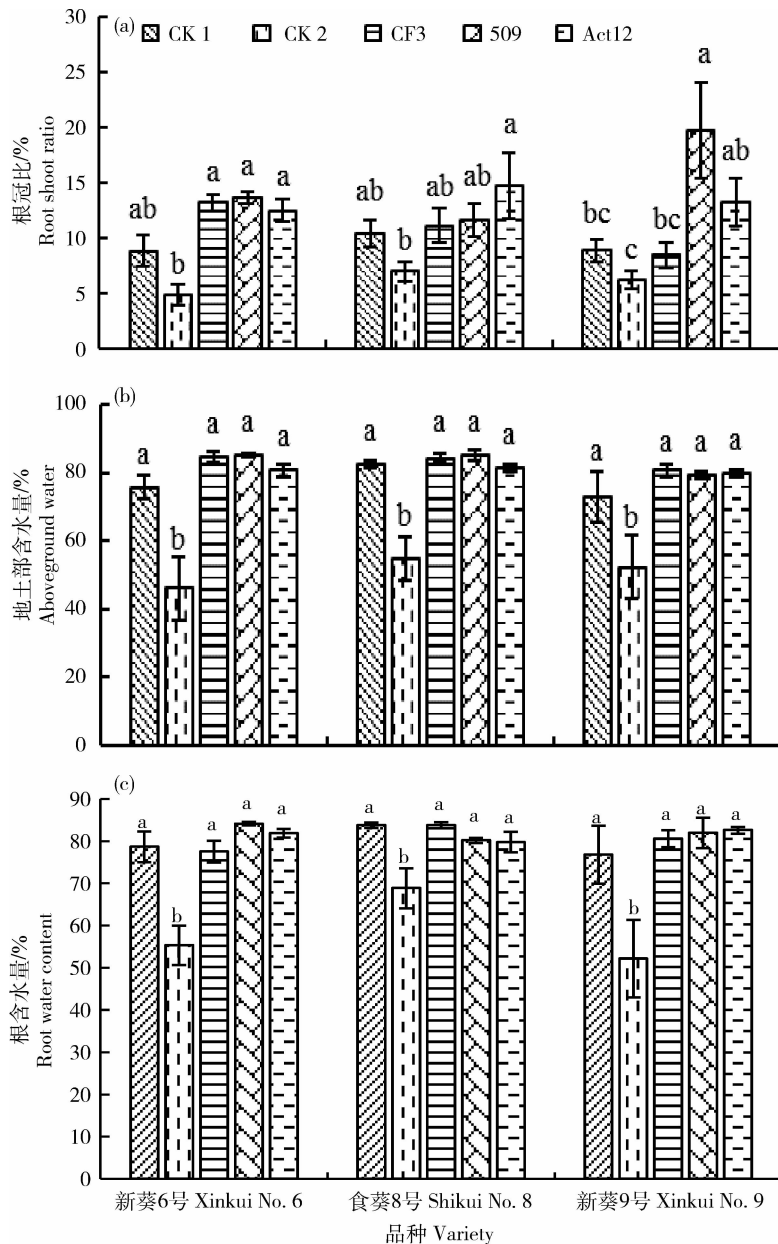 (a)
CK 1 CK 2 CF3 509 Act12
根冠比/%
Root shoot ratio
30
25
20
15
10
5
0
ab b a a a
ab b ab ab a
bc c bc a ab
(b)
地土部含水量/%
Aboveground water
100
80
60
40
20
0
a b a a a
a b a a a
a b a a a
(c)
根含水量/%
Root water content
90
80
70
60
50
40
30
20
10
0
a b a a a
a b a a a
a b a a a
新葵6号 Xinkui No. 6 食葵8号 Shikui No. 8 新葵9号 Xinkui No. 9
品种 Variety